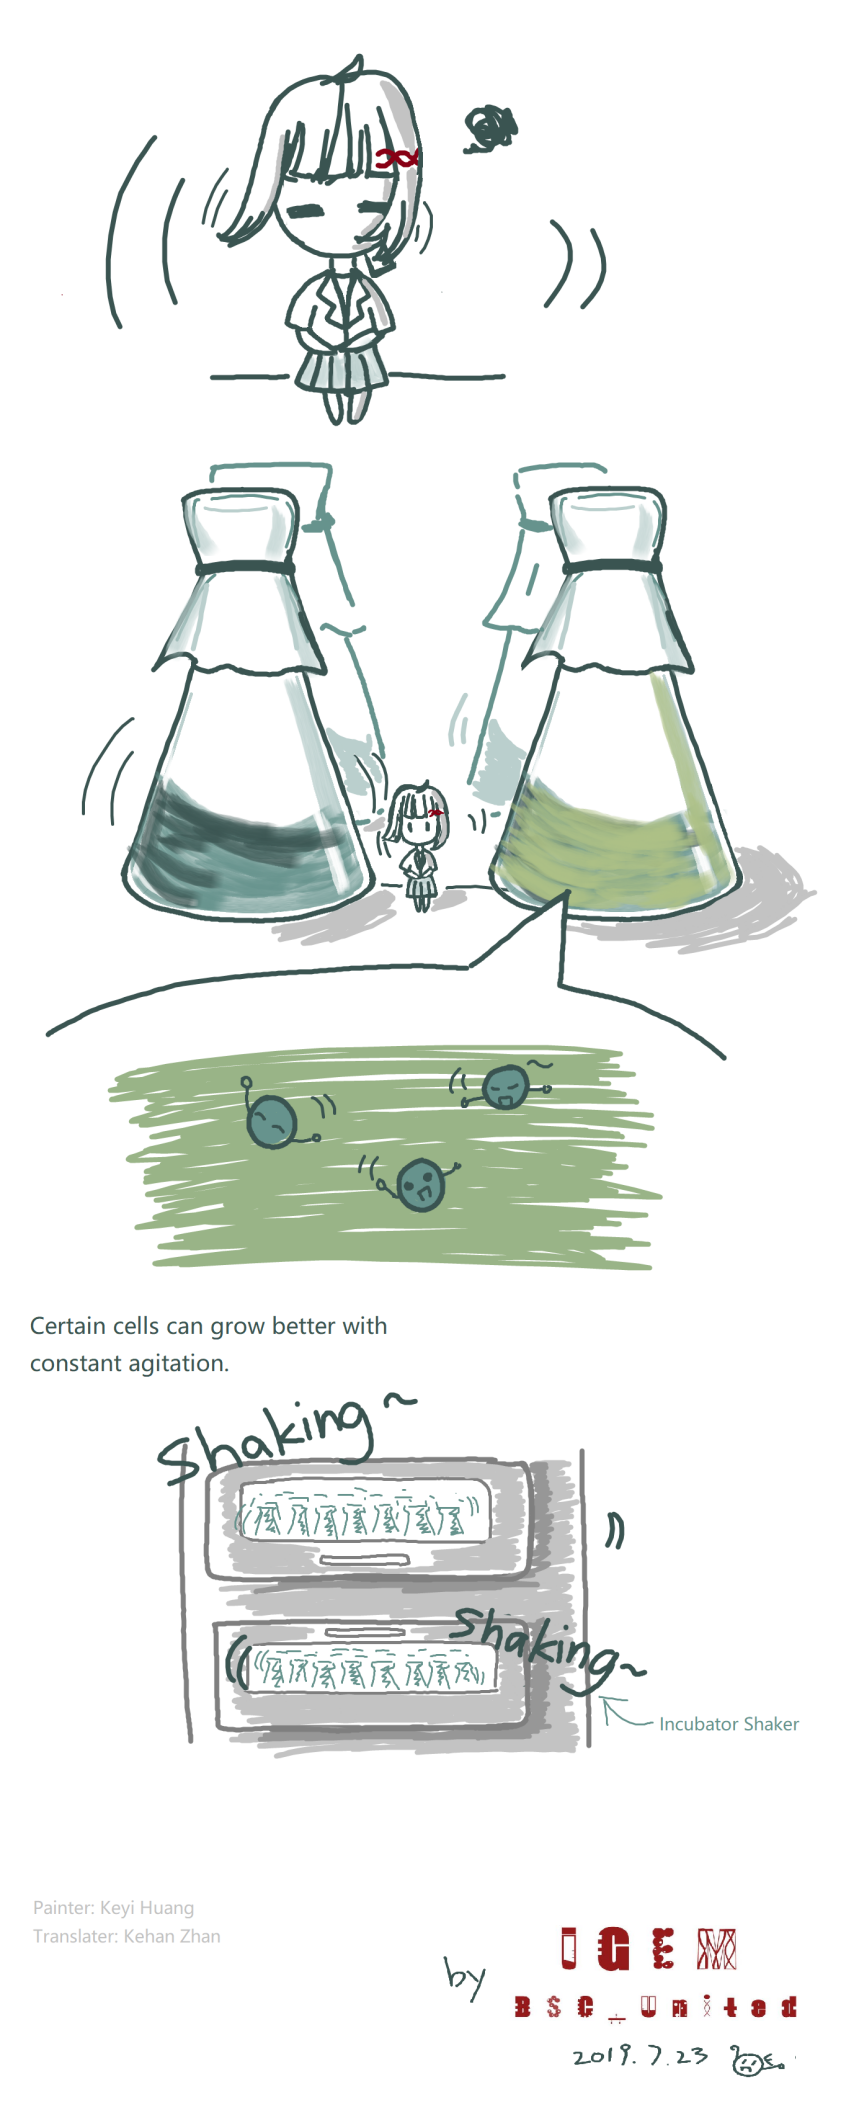 Certain cells can grow better with
constant agitation.
Shaking~
Shaking~
Incubator Shaker
Painter: Keyi Huang
Translater: Kehan Zhan
by
iGEM
BSC_United
2019.7.23